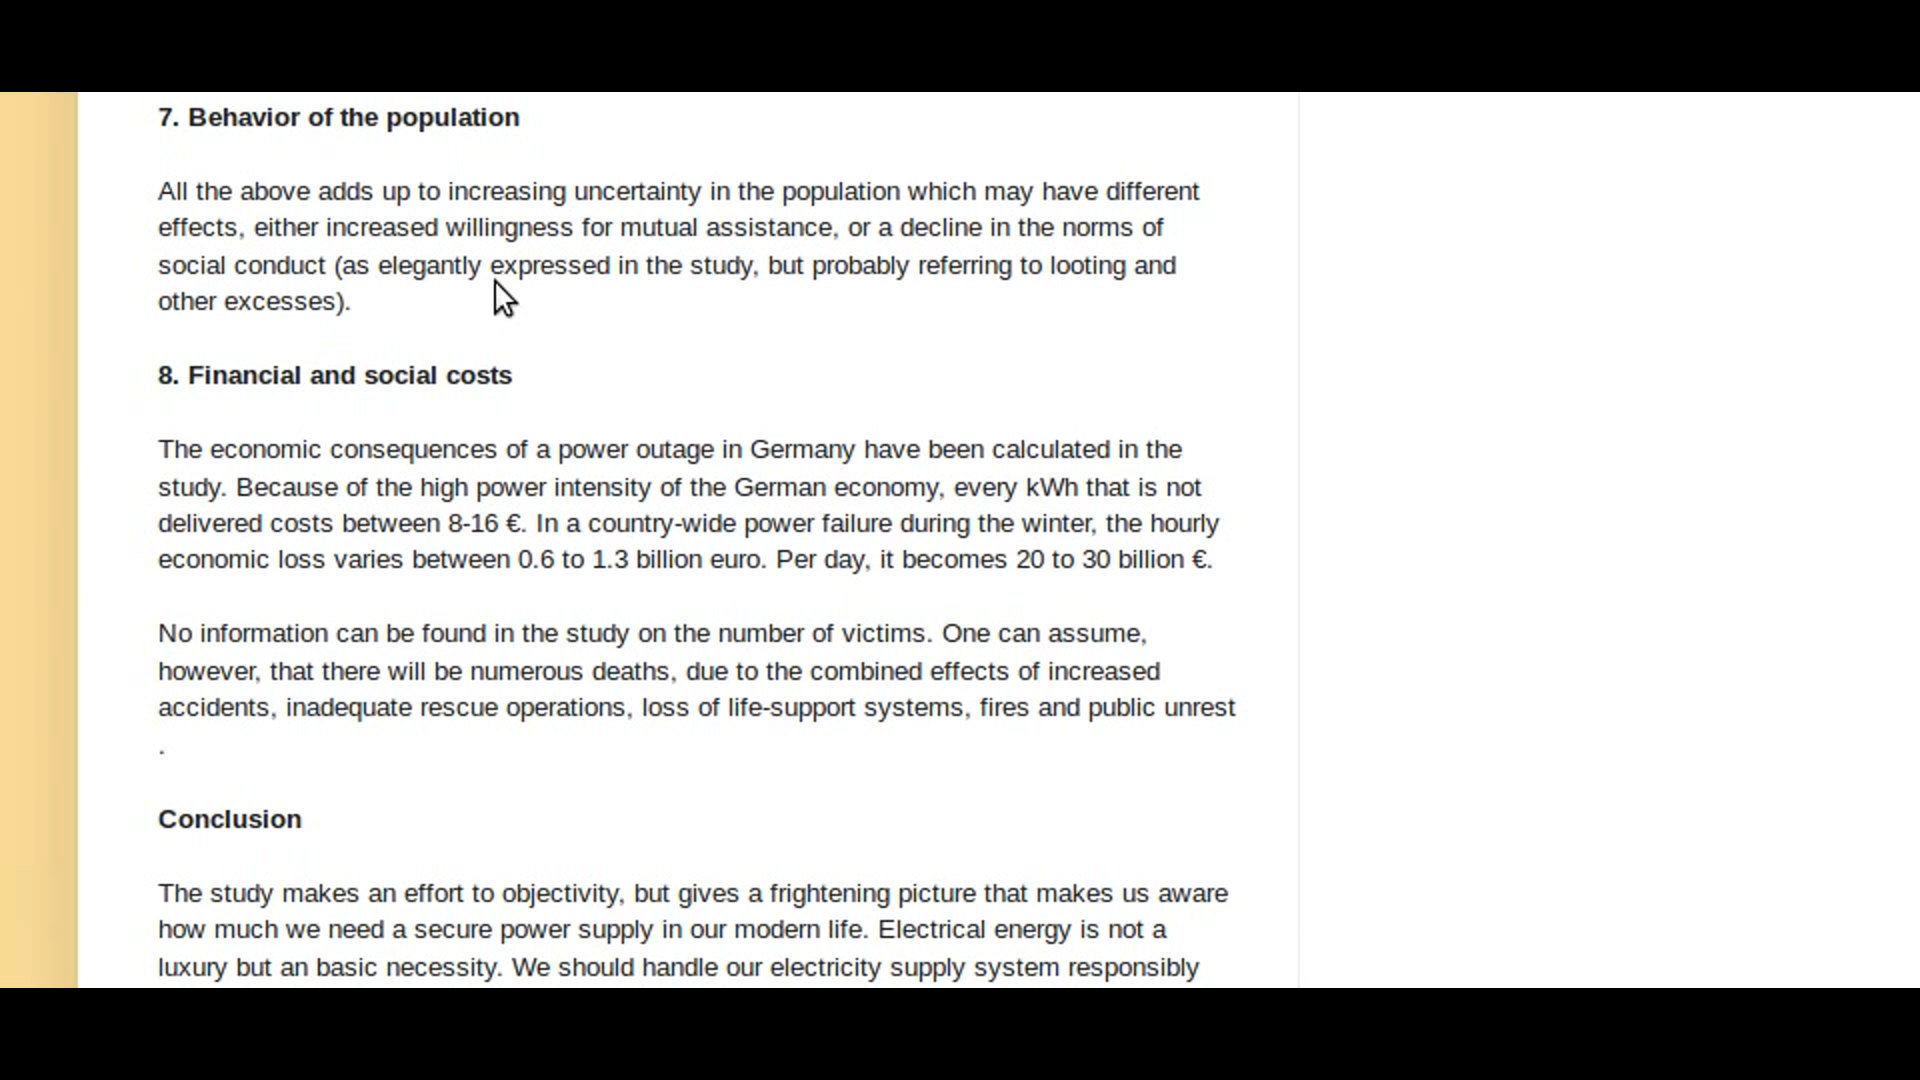 7. Behavior of the population
All the above adds up to increasing uncertainty in the population which may have different
effects, either increased willingness for mutual assistance, or a decline in the norms of
social conduct (as elegantly expressed in the study, but probably referring to looting and
other excesses).
8. Financial and social costs
The economic consequences of a power outage in Germany have been calculated in the
study. Because of the high power intensity of the German economy, every kWh that is not
delivered costs between 8-16 €. In a country-wide power failure during the winter, the hourly
economic loss varies between 0.6 to 1.3 billion euro. Per day, it becomes 20 to 30 billion €.
No information can be found in the study on the number of victims. One can assume,
however, that there will be numerous deaths, due to the combined effects of increased
accidents, inadequate rescue operations, loss of life-support systems, fires and public unrest
.
Conclusion
The study makes an effort to objectivity, but gives a frightening picture that makes us aware
how much we need a secure power supply in our modern life. Electrical energy is not a
luxury but an basic necessity. We should handle our electricity supply system responsibly